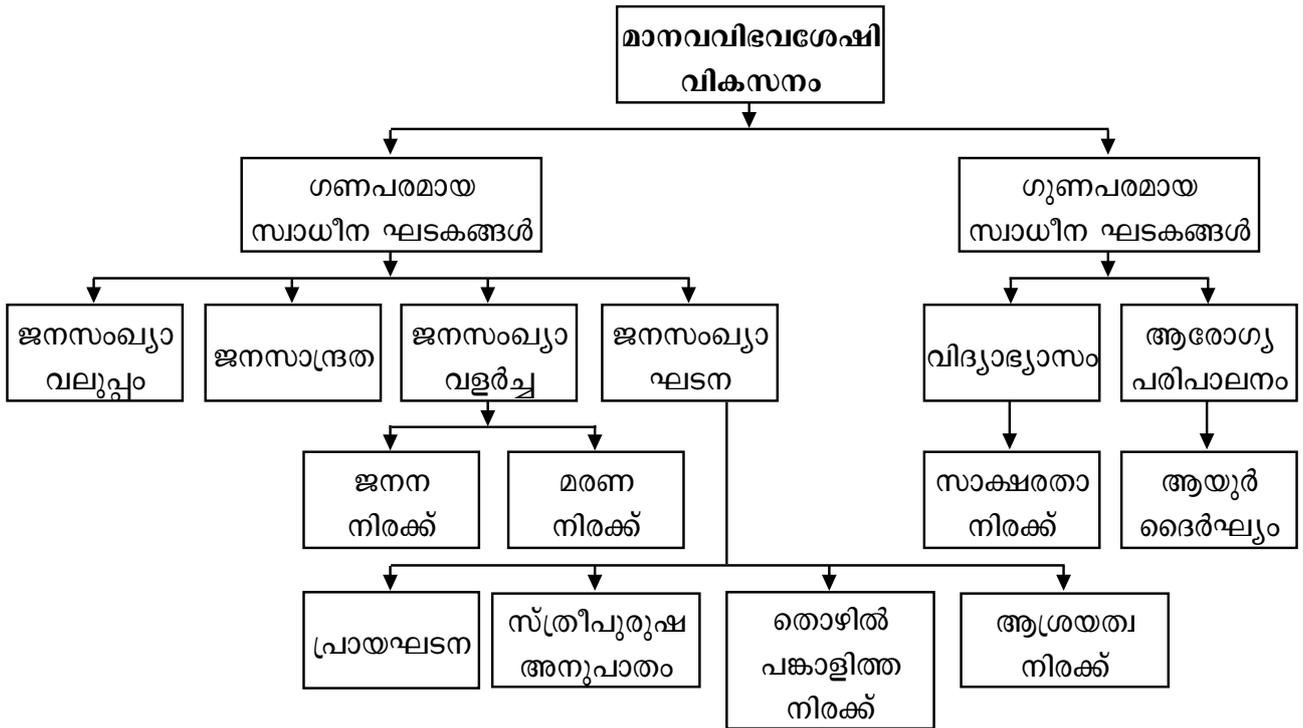 മാനവവിഭവശേഷി
വികസനം
ഗണപരമായ
സ്വാധീന ഘടകങ്ങൾ
ഗുണപരമായ
സ്വാധീന ഘടകങ്ങൾ
ജനസംഖ്യാ
വലുപ്പം
ജനസാന്ദ്രത
ജനസംഖ്യാ
വളർച്ച
ജനസംഖ്യാ
ഘടന
വിദ്യാഭ്യാസം
ആരോഗ്യ
പരിപാലനം
ജനന
നിരക്ക്
മരണ
നിരക്ക്
സാക്ഷരതാ
നിരക്ക്
ആയുർ
ദൈർഘ്യം
പ്രായഘടന
സ്ത്രീപുരുഷ
അനുപാതം
തൊഴിൽ
പങ്കാളിത്ത
നിരക്ക്
ആശ്രയത്വ
നിരക്ക്